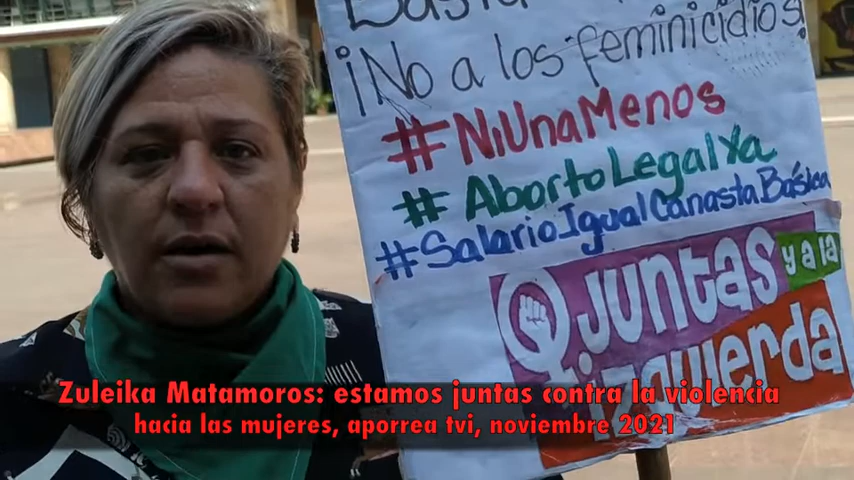 Basta
¡No a los feminicidios!
#NiUnaMenos
#AbortoLegalYa
#SalarioIgualCanastaBásica
juntas
y a la
izquierda
Zuleika Matamoros: estamos juntas contra la violencia
hacia las mujeres, aporrea tvi, noviembre 2021